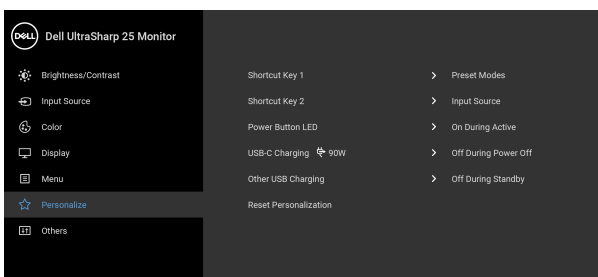 DELL Dell UltraSharp 25 Monitor
Brightness/Contrast
Input Source
Color
Display
Menu
Personalize
Others
Shortcut Key 1 > Preset Modes
Shortcut Key 2 > Input Source
Power Button LED > On During Active
USB-C Charging 90W > Off During Power Off
Other USB Charging > Off During Standby
Reset Personalization